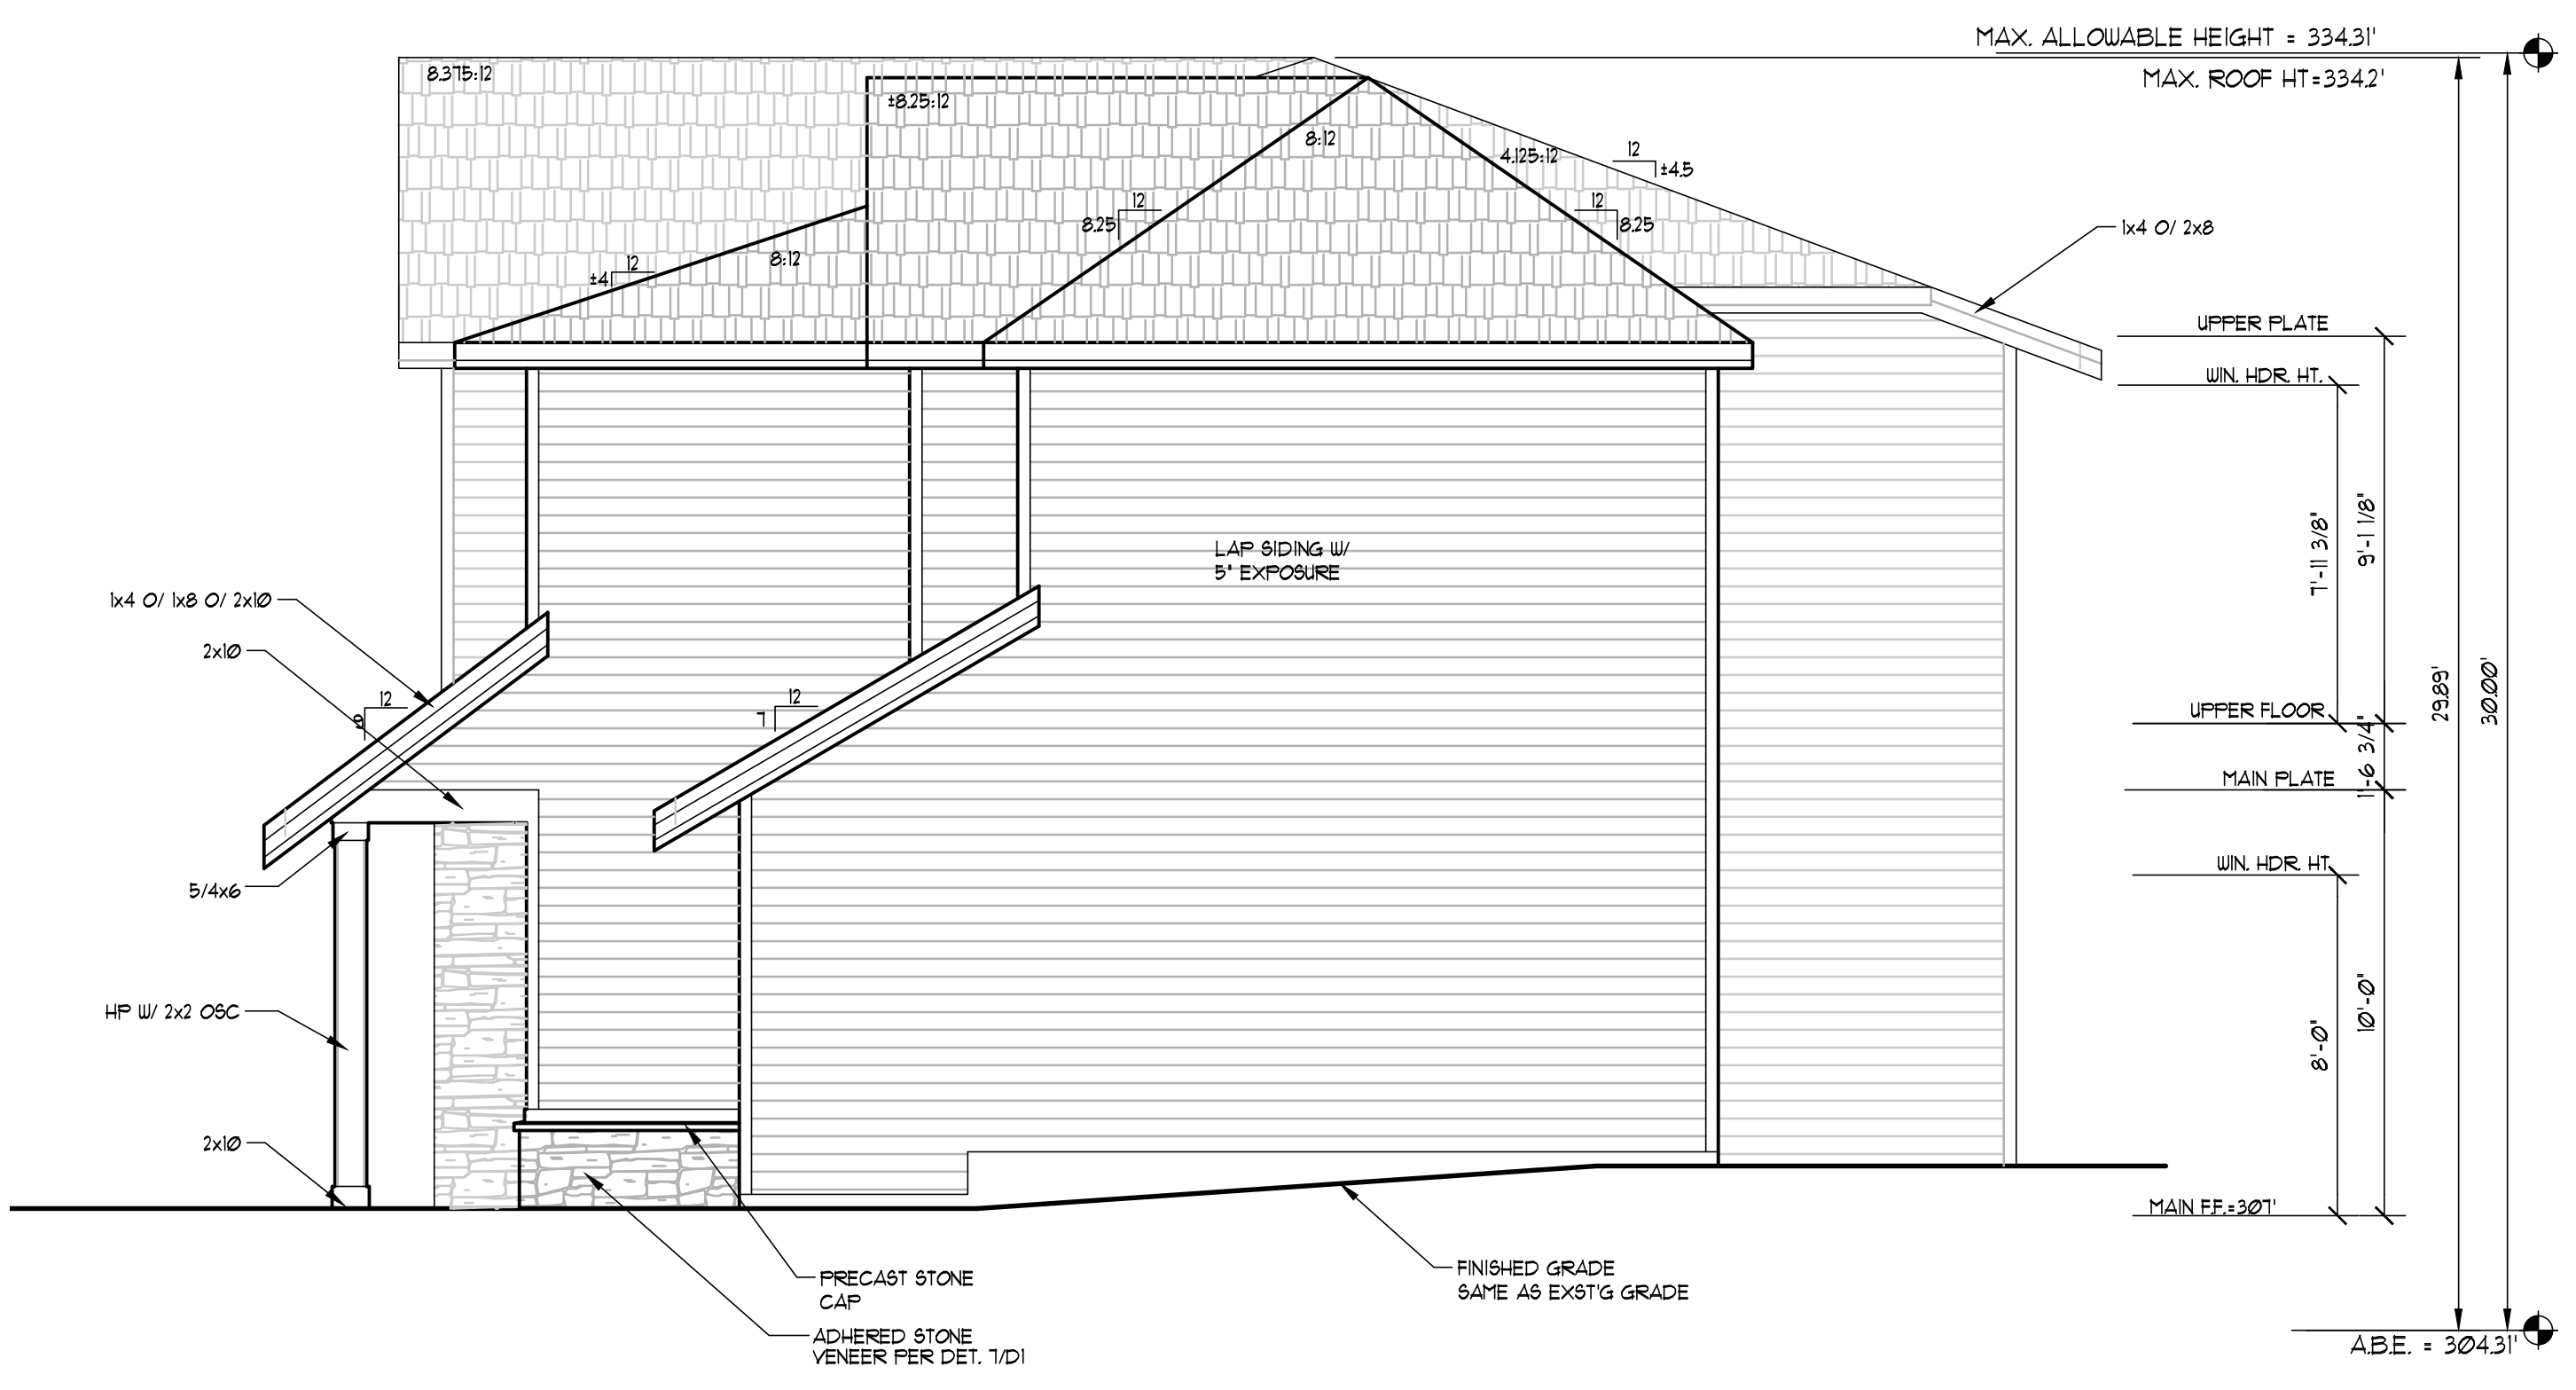 MAX. ALLOWABLE HEIGHT = 334.31'
MAX. ROOF HT=334.2'
8.375:12
±8.25:12
8:12
4.125:12
12
±4.5
12
8.25
12
8.25
1x4 O/ 2x8
12
±4
8:12
UPPER PLATE
WIN. HDR. HT.
7'-11 3/8"
9'-1 1/8"
LAP SIDING W/
5" EXPOSURE
1x4 O/ 1x8 O/ 2x10
2x10
12
9
12
7
29.89'
30.00'
UPPER FLOOR
1'-6 3/4"
MAIN PLATE
WIN. HDR. HT.
5/4x6
HP W/ 2x2 OSC
8'-0"
10'-0"
2x10
MAIN F.F.=307'
PRECAST STONE
CAP
FINISHED GRADE
SAME AS EXST'G GRADE
ADHERED STONE
VENEER PER DET. 7/D1
A.B.E. = 304.31'